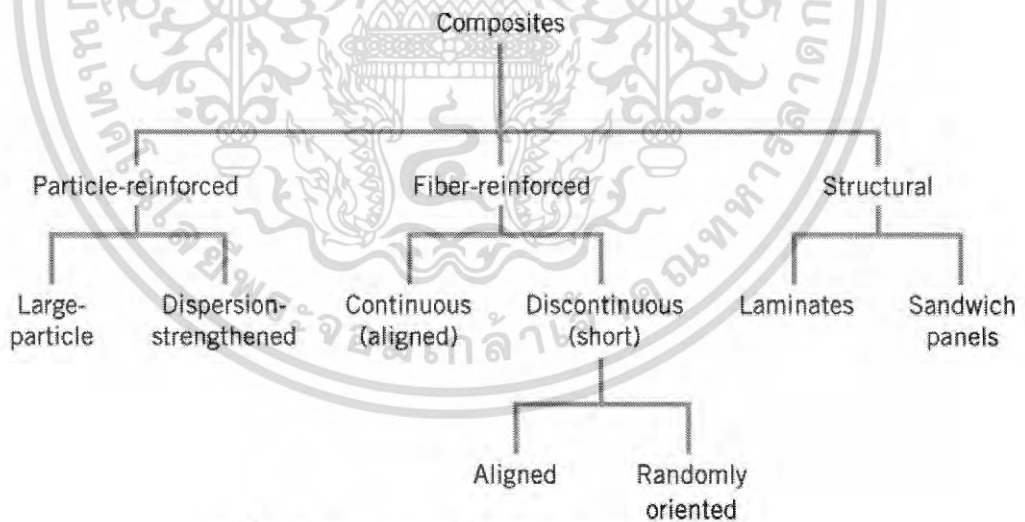 Composites
Particle-reinforced
Fiber-reinforced
Structural
Large-
particle
Dispersion-
strengthened
Continuous
(aligned)
Discontinuous
(short)
Laminates
Sandwich
panels
Aligned
Randomly
oriented